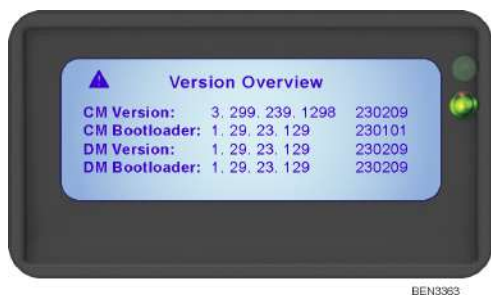 Version Overview
CM Version: 3. 299. 239. 1298 230209
CM Bootloader: 1. 29. 23. 129 230101
DM Version: 1. 29. 23. 129 230209
DM Bootloader: 1. 29. 23. 129 230209
BEN3363